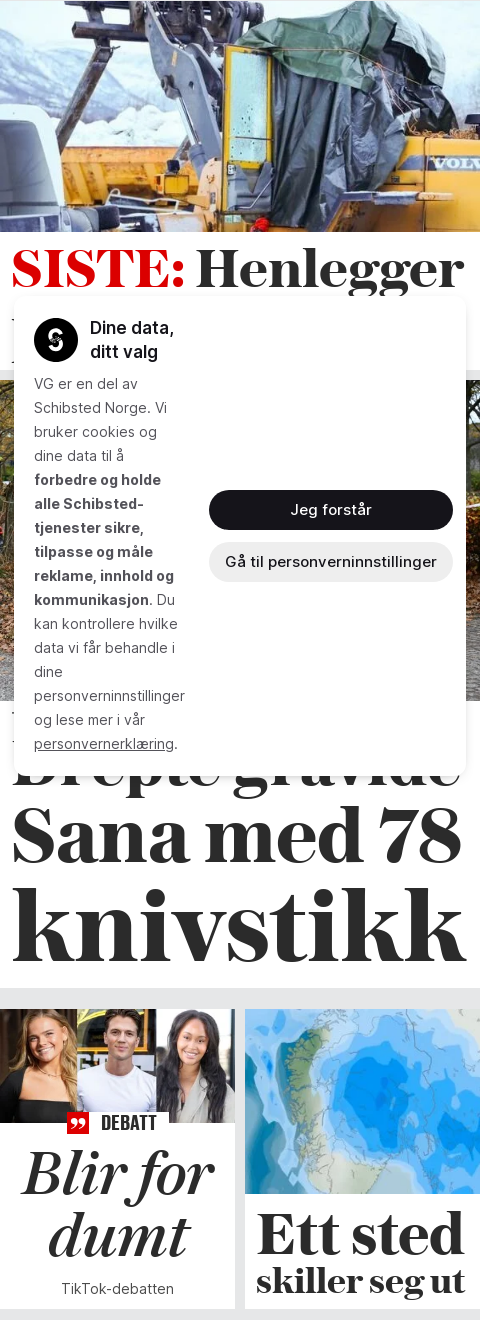 VOLVO
SISTE: Henlegger
Dine data,
ditt valg
VG er en del av
Schibsted Norge. Vi
bruker cookies og
dine data til å
forbedre og holde
alle Schibsted-
tjenester sikre,
tilpasse og måle
reklame, innhold og
kommunikasjon. Du
kan kontrollere hvilke
data vi får behandle i
dine
personverninnstillinger
og lese mer i vår
personvernerklæring.
Jeg forstår
Gå til personverninnstillinger
Drepte gravide
Sana med 78
knivstikk
DEBATT
Blir for
dumt
TikTok-debatten
Ett sted
skiller seg ut